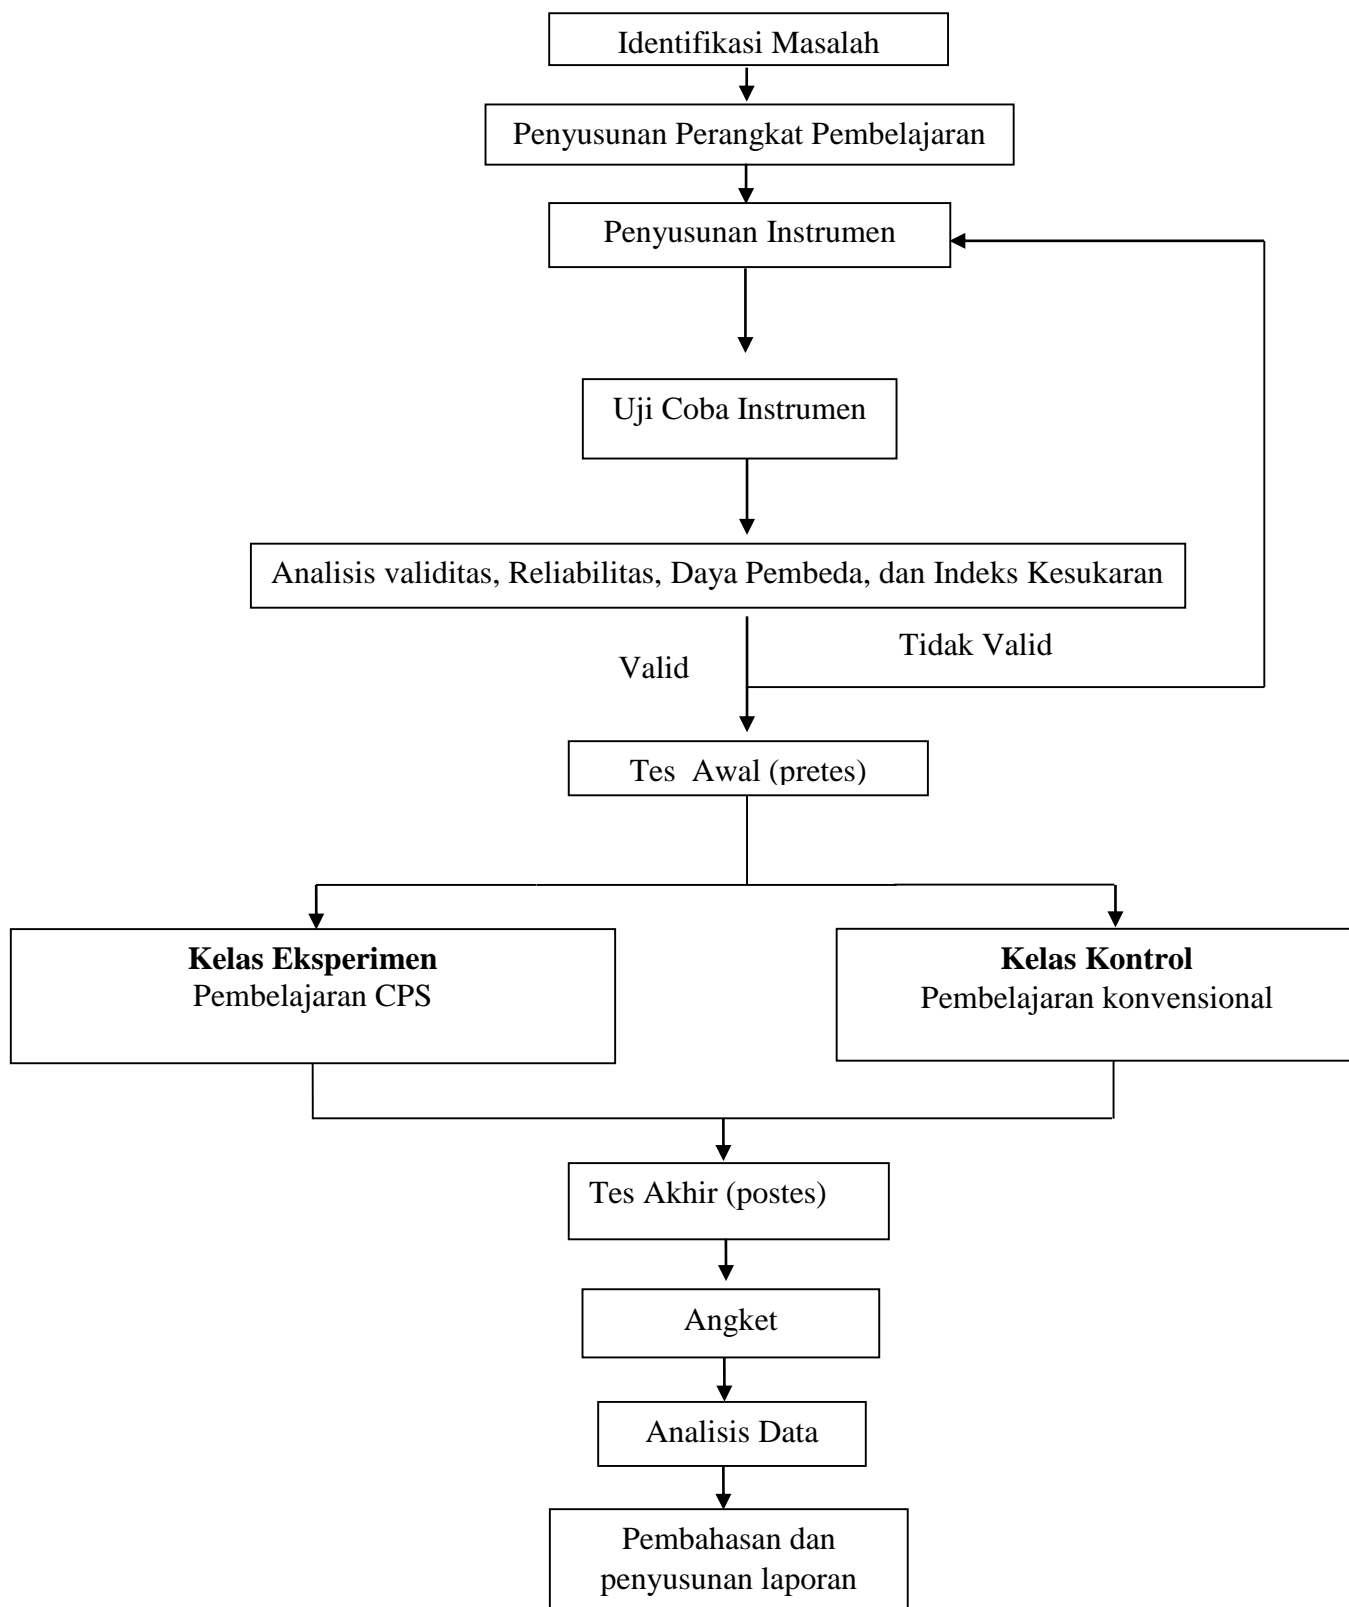 Identifikasi Masalah
Penyusunan Perangkat Pembelajaran
Penyusunan Instrumen
Uji Coba Instrumen
Analisis validitas, Reliabilitas, Daya Pembeda, dan Indeks Kesukaran
Tidak Valid
Valid
Tes Awal (pretes)
Kelas Eksperimen
Pembelajaran CPS
Kelas Kontrol
Pembelajaran konvensional
Tes Akhir (postes)
Angket
Analisis Data
Pembahasan dan
penyusunan laporan